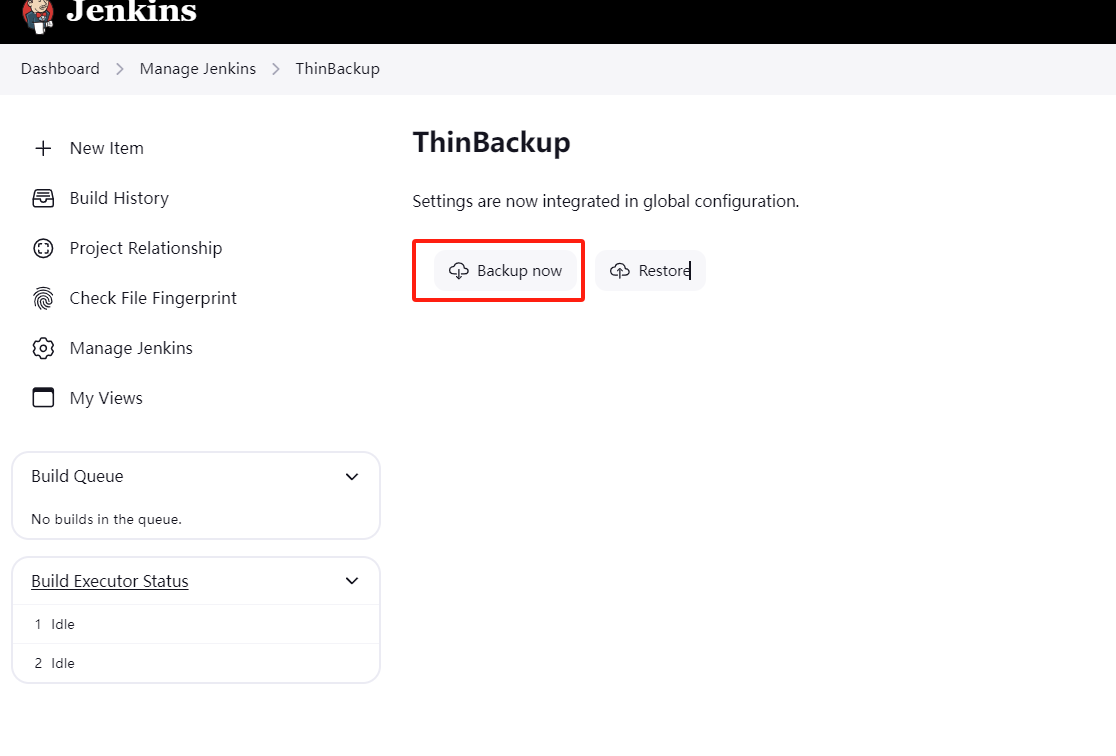 Jenkins
Dashboard > Manage Jenkins > ThinBackup
New Item
Build History
Project Relationship
Check File Fingerprint
Manage Jenkins
My Views
Build Queue
No builds in the queue.
Build Executor Status
1 Idle
2 Idle
ThinBackup
Settings are now integrated in global configuration.
Backup now Restore